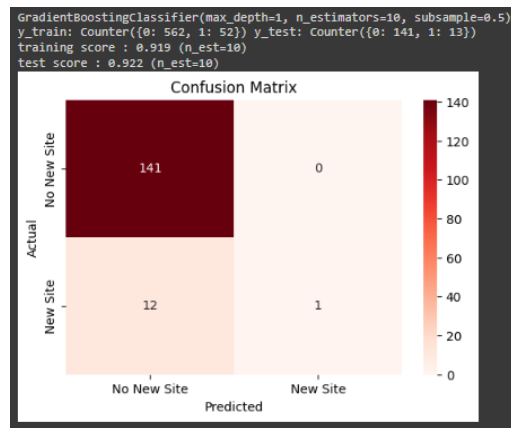 GradientBoostingClassifier(max_depth=1, n_estimators=10, subsample=0.5)
y_train: Counter({0: 562, 1: 52}) y_test: Counter({0: 141, 1: 13})
training score : 0.919 (n_est=10)
test score : 0.922 (n_est=10)
Confusion Matrix
140
120
100
80
60
40
20
0
Actual
No New Site
New Site
141
0
12
1
No New Site
New Site
Predicted